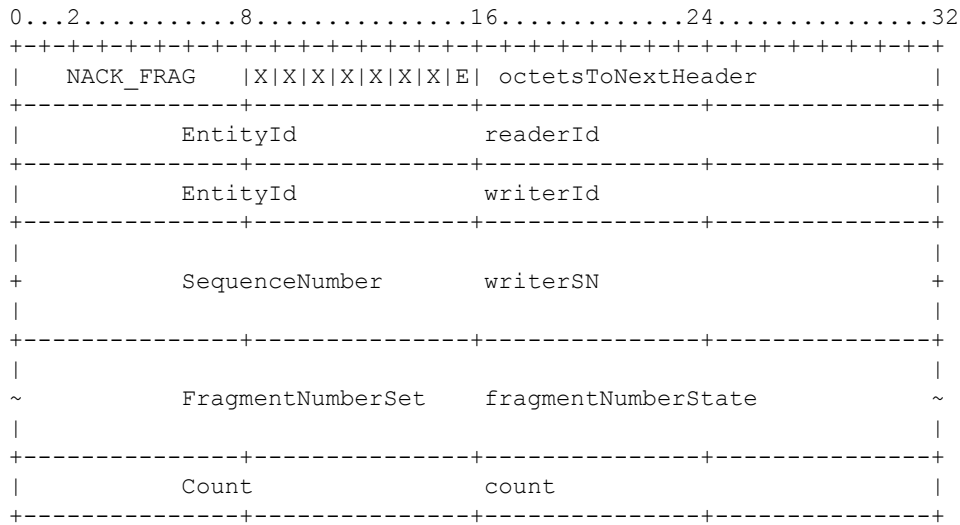 0...2...........8...............16.............24...............32
+-+-+-+-+-+-+-+-+-+-+-+-+-+-+-+-+-+-+-+-+-+-+-+-+-+-+-+-+-+-+-+-+
|   NACK_FRAG   |X|X|X|X|X|X|X|E| octetsToNextHeader            |
+---------------+---------------+---------------+---------------+
|           EntityId             readerId                       |
+---------------+---------------+---------------+---------------+
|           EntityId             writerId                       |
+---------------+---------------+---------------+---------------+
|                                                               |
+           SequenceNumber       writerSN                       +
|                                                               |
+---------------+---------------+---------------+---------------+
|                                                               |
~           FragmentNumberSet    fragmentNumberState            ~
|                                                               |
+---------------+---------------+---------------+---------------+
|           Count                count                          |
+---------------+---------------+---------------+---------------+